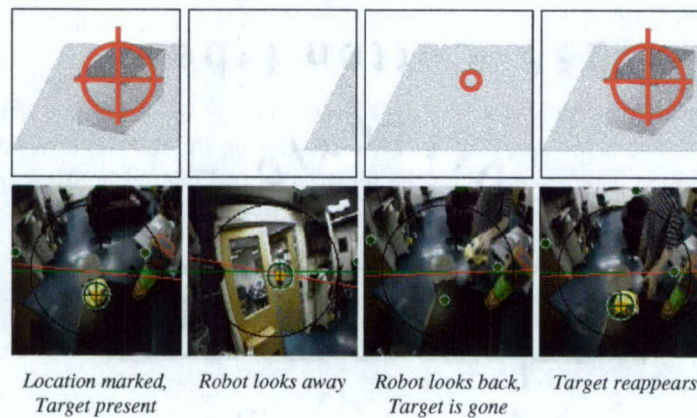 Location marked,
Target present
Robot looks away
Robot looks back,
Target is gone
Target reappears